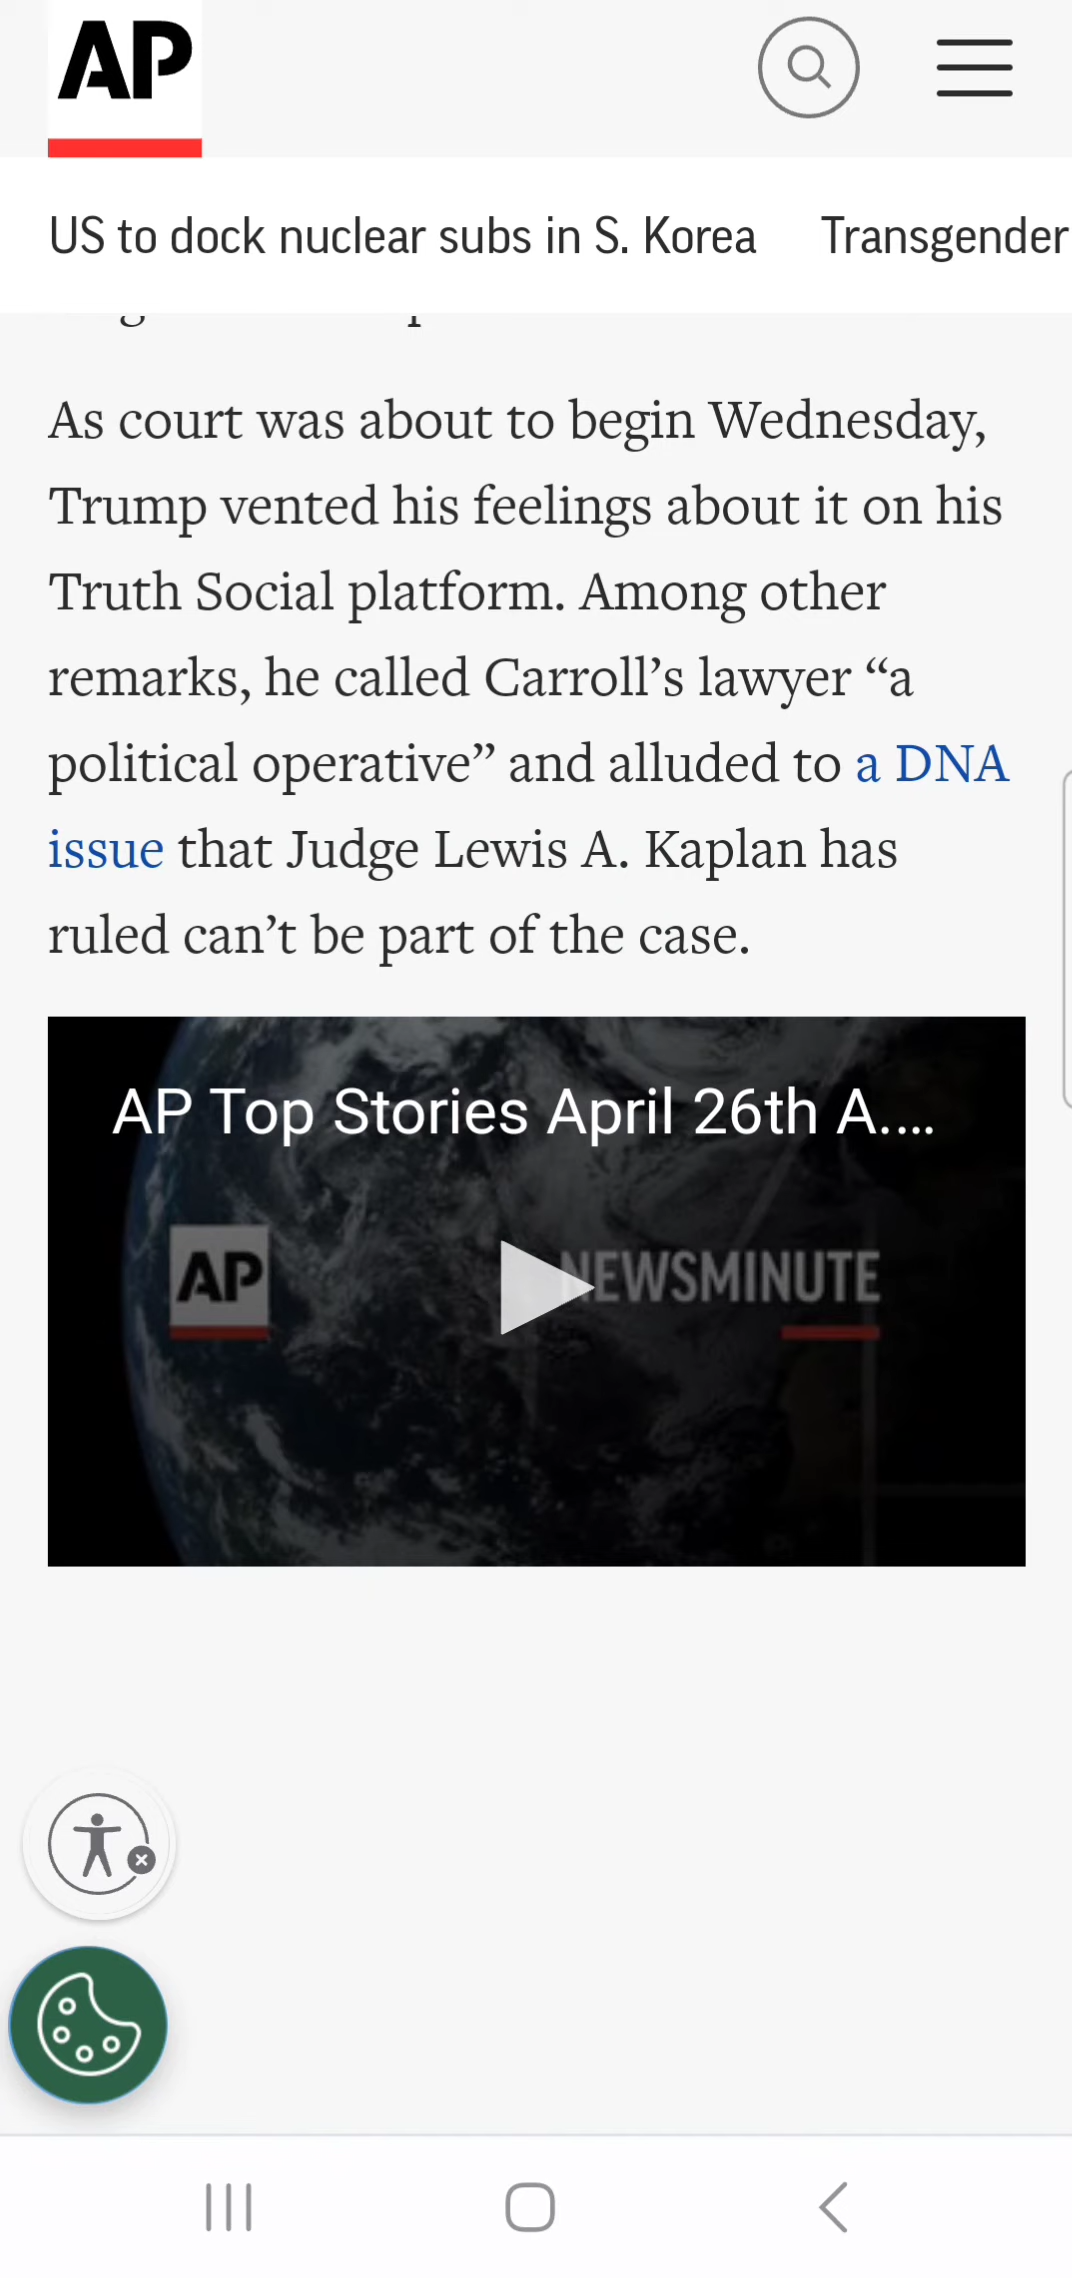 AP
US to dock nuclear subs in S. Korea Transgender
As court was about to begin Wednesday,
Trump vented his feelings about it on his
Truth Social platform. Among other
remarks, he called Carroll’s lawyer “a
political operative” and alluded to a DNA
issue that Judge Lewis A. Kaplan has
ruled can’t be part of the case.
AP Top Stories April 26th A....
AP NEWSMINUTE